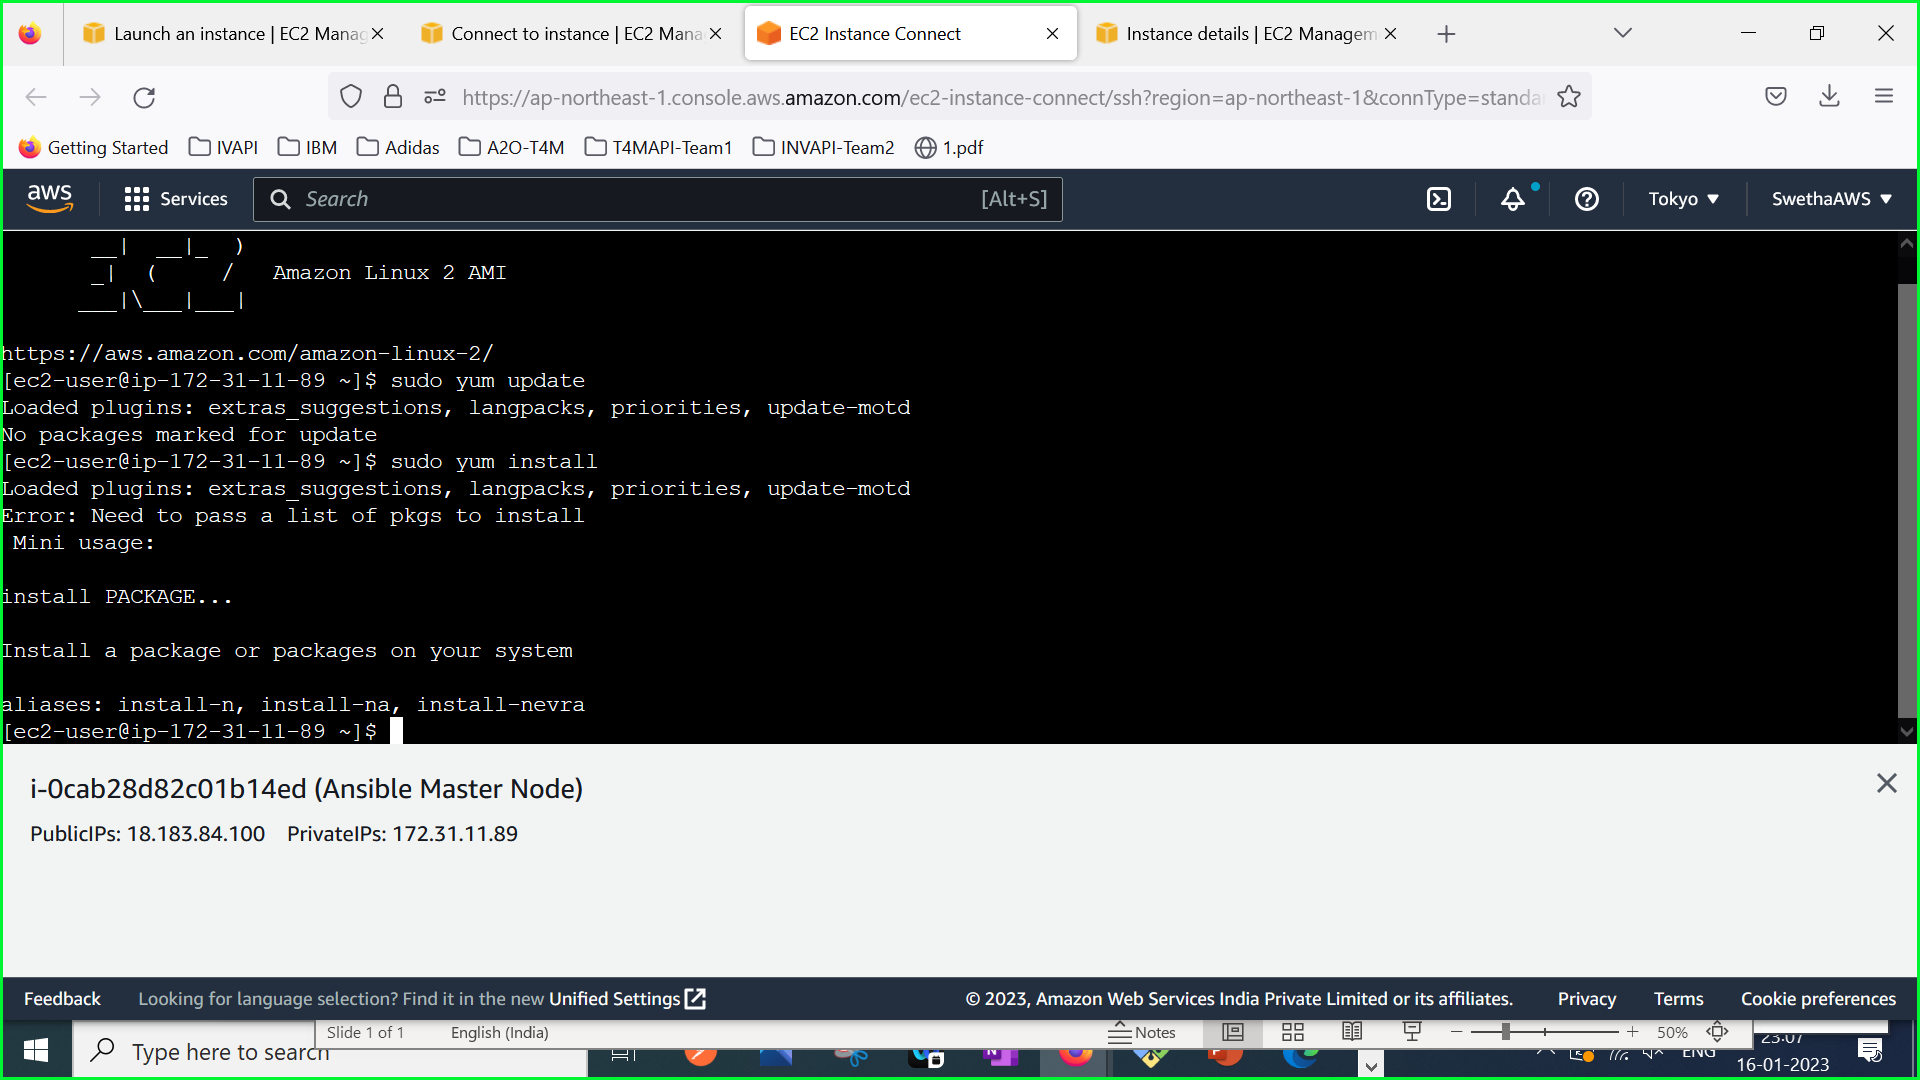 Launch an instance | EC2 Manag
Connect to instance | EC2 Mana
EC2 Instance Connect
Instance details | EC2 Managem
https://ap-northeast-1.console.aws.amazon.com/ec2-instance-connect/ssh?region=ap-northeast-1&connType=standa
Getting Started
IVAPI
IBM
Adidas
A2O-T4M
T4MAPI-Team1
INVAPI-Team2
1.pdf
aws
Services
Search
[Alt+S]
Tokyo
SwethaAWS
Amazon Linux 2 AMI
https://aws.amazon.com/amazon-linux-2/
[ec2-user@ip-172-31-11-89 ~]$ sudo yum update
Loaded plugins: extras_suggestions, langpacks, priorities, update-motd
No packages marked for update
[ec2-user@ip-172-31-11-89 ~]$ sudo yum install
Loaded plugins: extras_suggestions, langpacks, priorities, update-motd
Error: Need to pass a list of pkgs to install
Mini usage:
install PACKAGE...
Install a package or packages on your system
aliases: install-n, install-na, install-nevra
[ec2-user@ip-172-31-11-89 ~]$
i-0cab28d82c01b14ed (Ansible Master Node)
PublicIPs: 18.183.84.100 PrivateIPs: 172.31.11.89
Feedback
Looking for language selection? Find it in the new Unified Settings
© 2023, Amazon Web Services India Private Limited or its affiliates.
Privacy
Terms
Cookie preferences
Slide 1 of 1
English (India)
Notes
50%
Type here to search
ENG
23:07
16-01-2023